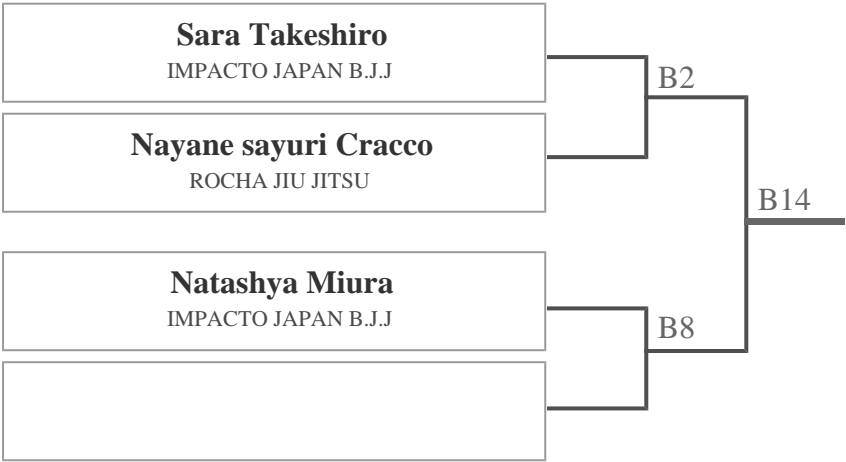 Sara Takeshiro
IMPACTO JAPAN B.J.J
B2
Nayane sayuri Cracco
ROCHA JIU JITSU
B14
Natashya Miura
IMPACTO JAPAN B.J.J
B8